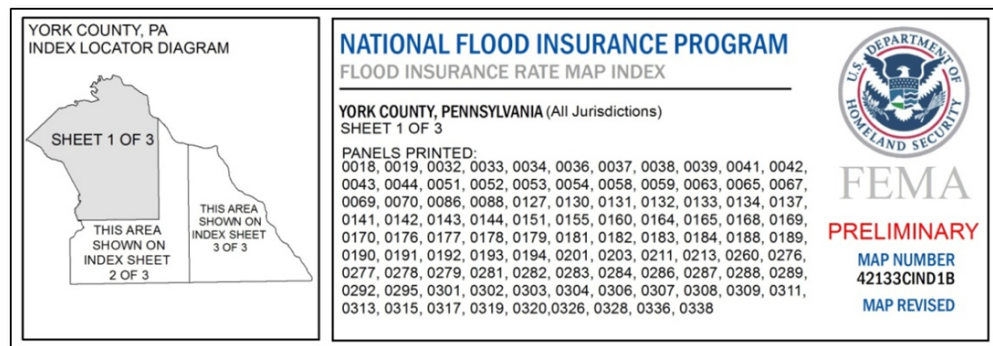 YORK COUNTY, PA
INDEX LOCATOR DIAGRAM
SHEET 1 OF 3
THIS AREA
SHOWN ON
INDEX SHEET
3 OF 3
THIS AREA
SHOWN ON
INDEX SHEET
2 OF 3
NATIONAL FLOOD INSURANCE PROGRAM
FLOOD INSURANCE RATE MAP INDEX
YORK COUNTY, PENNSYLVANIA (All Jurisdictions)
SHEET 1 OF 3
PANELS PRINTED:
0018, 0019, 0032, 0033, 0034, 0036, 0037, 0038, 0039, 0041, 0042,
0043, 0044, 0051, 0052, 0053, 0054, 0058, 0059, 0063, 0065, 0067,
0069, 0070, 0086, 0088, 0127, 0130, 0131, 0132, 0133, 0134, 0137,
0141, 0142, 0143, 0144, 0151, 0155, 0160, 0164, 0165, 0168, 0169,
0170, 0176, 0177, 0178, 0179, 0181, 0182, 0183, 0184, 0188, 0189,
0190, 0191, 0192, 0193, 0194, 0201, 0203, 0211, 0213, 0260, 0276,
0277, 0278, 0279, 0281, 0282, 0283, 0284, 0286, 0287, 0288, 0289,
0292, 0295, 0301, 0302, 0303, 0304, 0306, 0307, 0308, 0309, 0311,
0313, 0315, 0317, 0319, 0320,0326, 0328, 0336, 0338
U.S. DEPARTMENT OF
HOMELAND SECURITY
FEMA
PRELIMINARY
MAP NUMBER
42133CIND1B
MAP REVISED